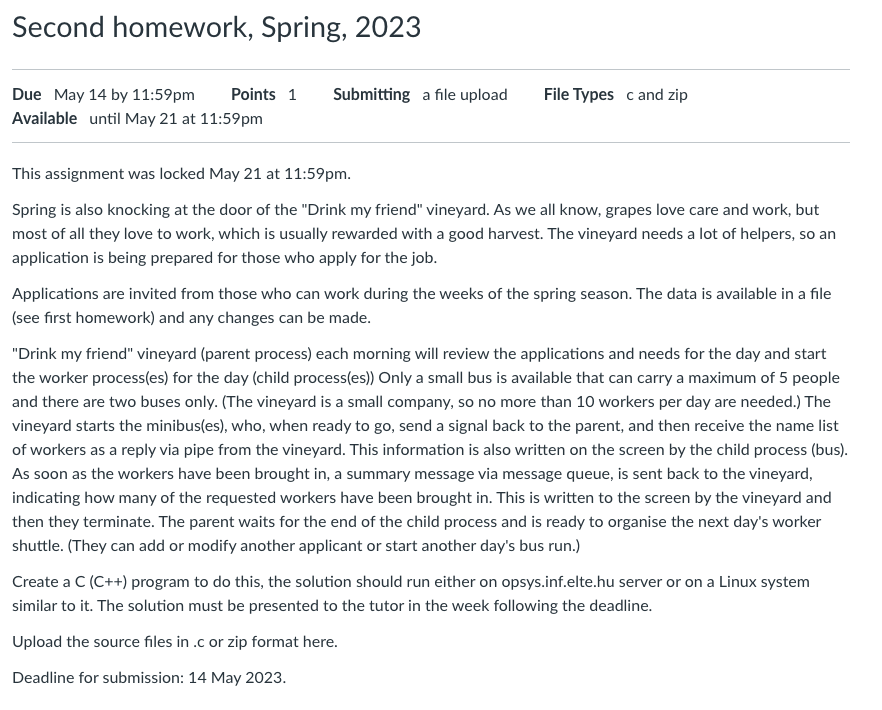 Second homework, Spring, 2023
Due May 14 by 11:59pm Points 1 Submitting a file upload File Types c and zip
Available until May 21 at 11:59pm
This assignment was locked May 21 at 11:59pm.
Spring is also knocking at the door of the "Drink my friend" vineyard. As we all know, grapes love care and work, but
most of all they love to work, which is usually rewarded with a good harvest. The vineyard needs a lot of helpers, so an
application is being prepared for those who apply for the job.
Applications are invited from those who can work during the weeks of the spring season. The data is available in a file
(see first homework) and any changes can be made.
"Drink my friend" vineyard (parent process) each morning will review the applications and needs for the day and start
the worker process(es) for the day (child process(es)) Only a small bus is available that can carry a maximum of 5 people
and there are two buses only. (The vineyard is a small company, so no more than 10 workers per day are needed.) The
vineyard starts the minibus(es), who, when ready to go, send a signal back to the parent, and then receive the name list
of workers as a reply via pipe from the vineyard. This information is also written on the screen by the child process (bus).
As soon as the workers have been brought in, a summary message via message queue, is sent back to the vineyard,
indicating how many of the requested workers have been brought in. This is written to the screen by the vineyard and
then they terminate. The parent waits for the end of the child process and is ready to organise the next day's worker
shuttle. (They can add or modify another applicant or start another day's bus run.)
Create a C (C++) program to do this, the solution should run either on opsys.inf.elte.hu server or on a Linux system
similar to it. The solution must be presented to the tutor in the week following the deadline.
Upload the source files in .c or zip format here.
Deadline for submission: 14 May 2023.